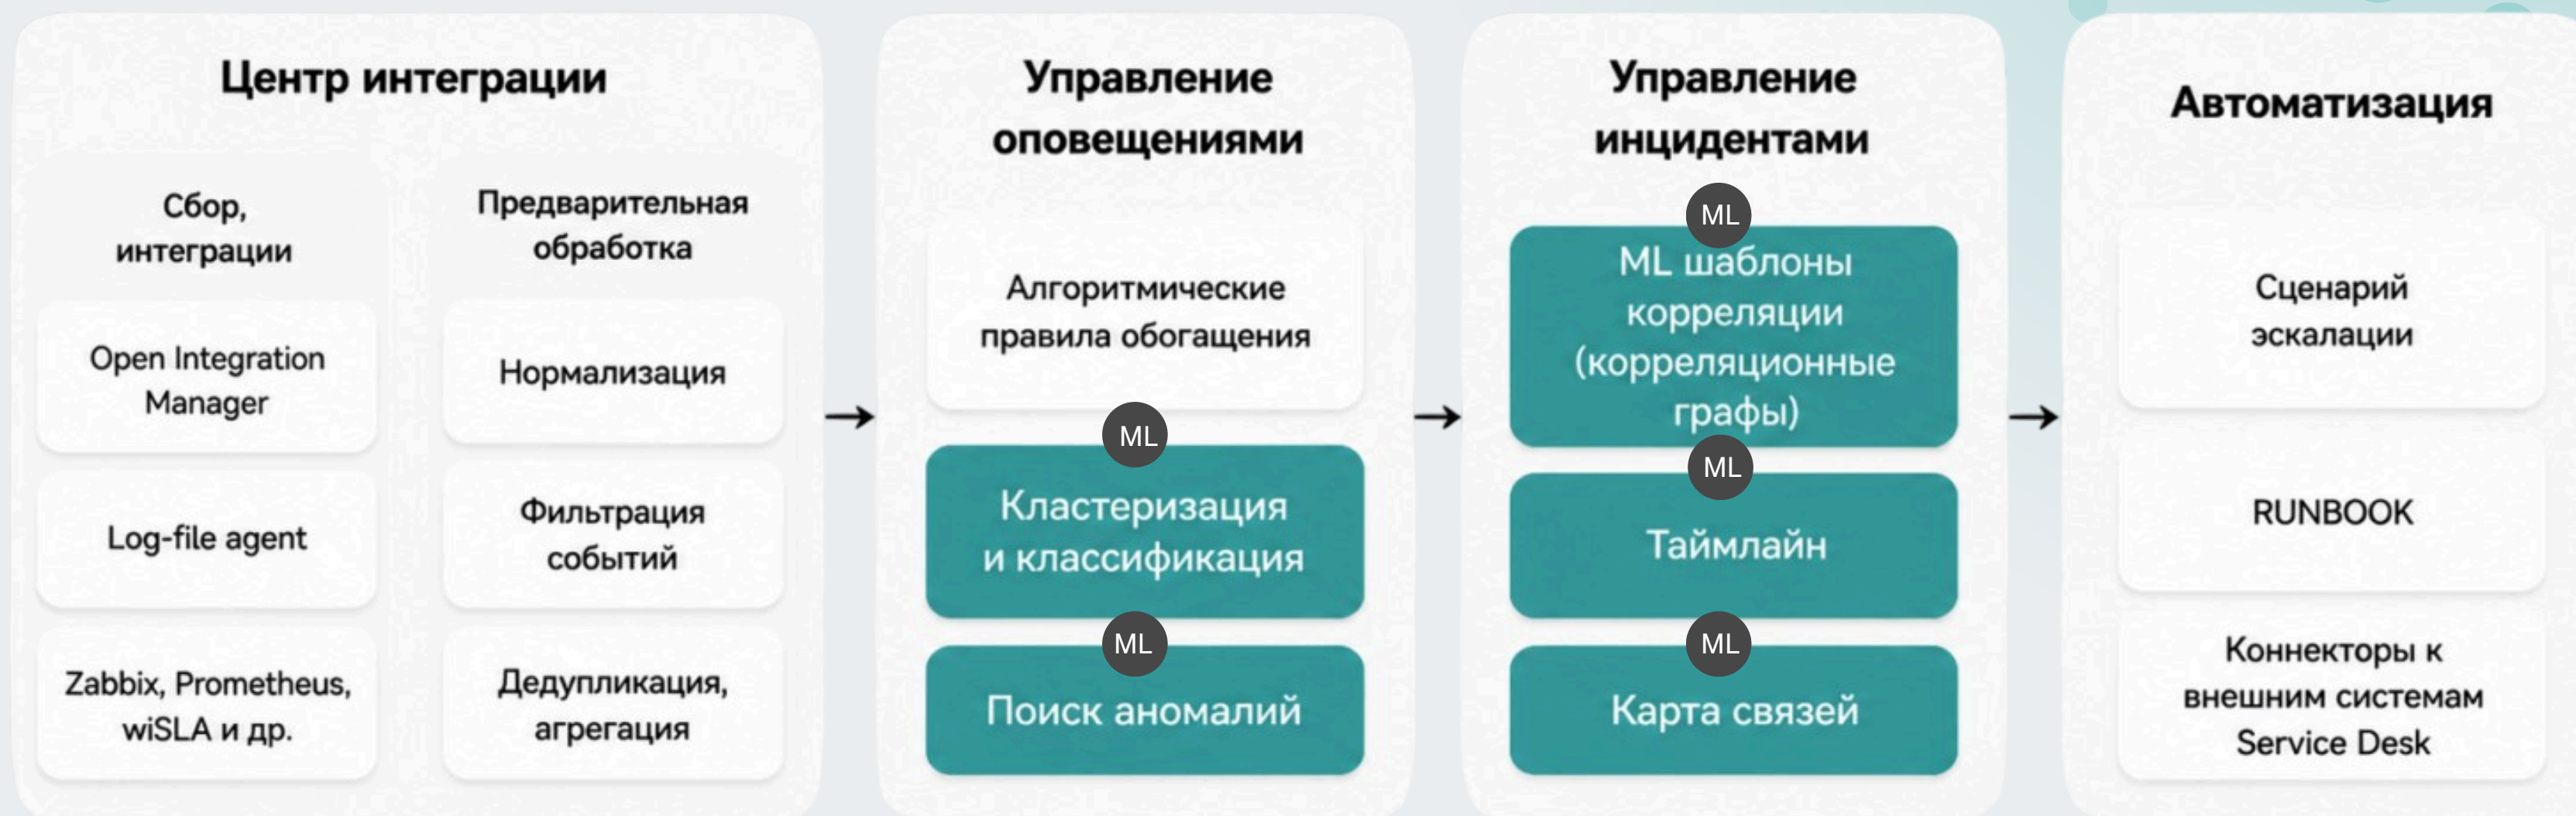 Центр интеграции
Сбор,
интеграции
Open Integration
Manager
Log-file agent
Zabbix, Prometheus,
wiSLA и др.
Предварительная
обработка
Нормализация
Фильтрация
событий
Дедупликация,
агрегация
Управление
оповещениями
Алгоритмические
правила обогащения
ML
Кластеризация
и классификация
ML
Поиск аномалий
Управление
инцидентами
ML
ML шаблоны
корреляции
(корреляционные
графы)
ML
Таймлайн
ML
Карта связей
Автоматизация
Сценарий
эскалации
RUNBOOK
Коннекторы к
внешним системам
Service Desk